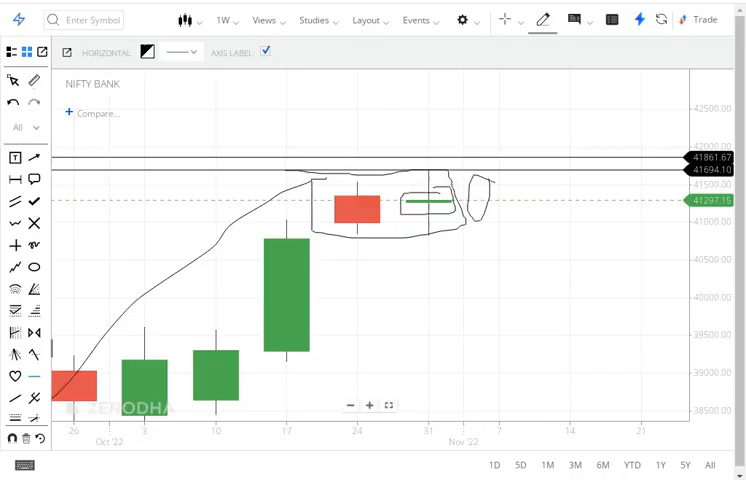 Enter Symbol 1W Views Studies Layout Events Trade
HORIZONTAL: AXIS LABEL:
NIFTY BANK
Compare...
All
T
42500.00
42000.00
41861.67
41694.10
41500.00
41297.15
41000.00
40500.00
40000.00
39500.00
39000.00
38500.00
ZERODHA
26 3 10 17 24 31 7 14 21
Oct '22 Nov '22
1D 5D 1M 3M 6M YTD 1Y 5Y All